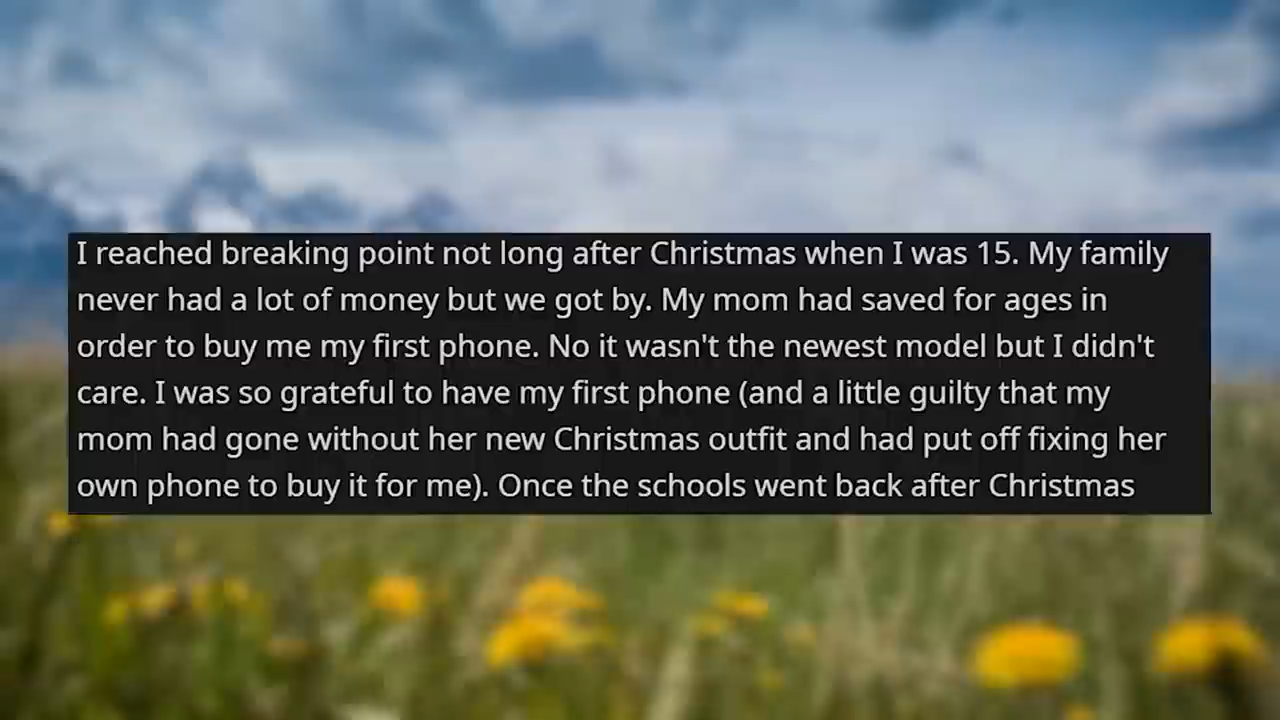 I reached breaking point not long after Christmas when I was 15. My family
never had a lot of money but we got by. My mom had saved for ages in
order to buy me my first phone. No it wasn't the newest model but I didn't
care. I was so grateful to have my first phone (and a little guilty that my
mom had gone without her new Christmas outfit and had put off fixing her
own phone to buy it for me). Once the schools went back after Christmas